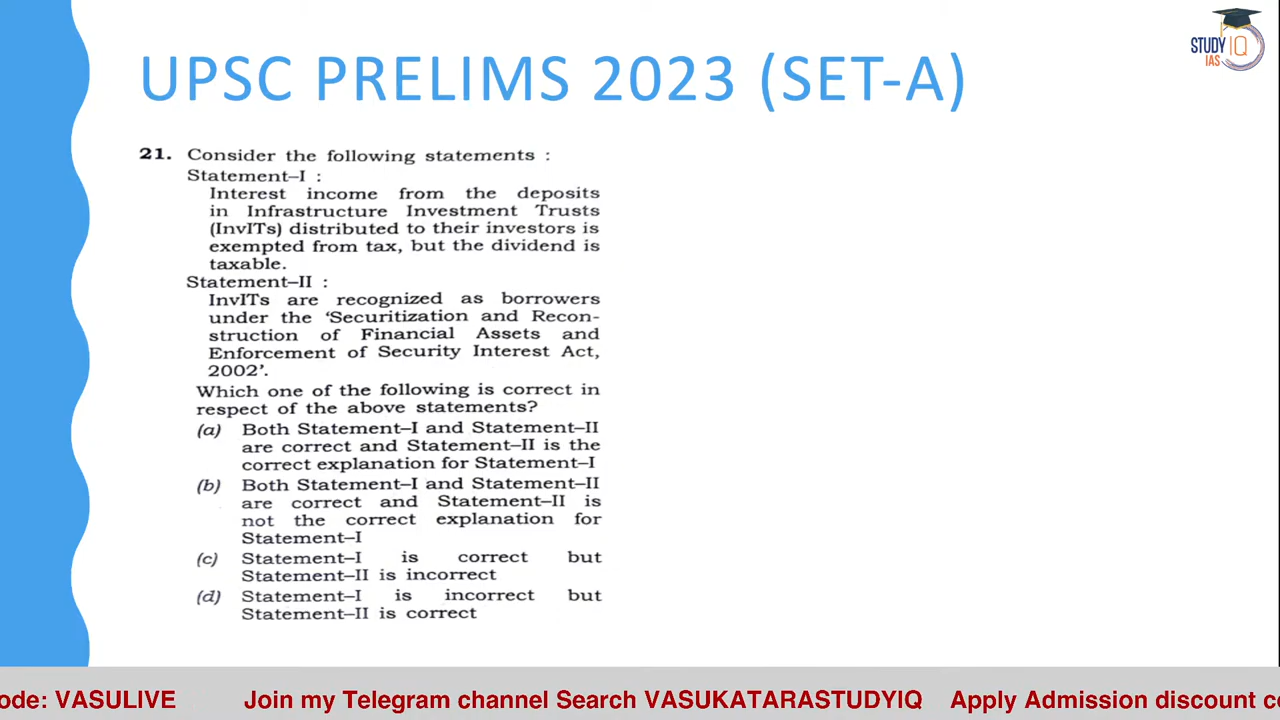 STUDY IQ
IAS
UPSC PRELIMS 2023 (SET-A)
21. Consider the following statements :
Statement–I :
Interest income from the deposits
in Infrastructure Investment Trusts
(InvITs) distributed to their investors is
exempted from tax, but the dividend is
taxable.
Statement–II :
InvITs are recognized as borrowers
under the ‘Securitization and Recon-
struction of Financial Assets and
Enforcement of Security Interest Act,
2002’.
Which one of the following is correct in
respect of the above statements?
(a) Both Statement–I and Statement–II
are correct and Statement–II is the
correct explanation for Statement–I
(b) Both Statement–I and Statement–II
are correct and Statement–II is
not the correct explanation for
Statement–I
(c) Statement–I is correct but
Statement–II is incorrect
(d) Statement–I is incorrect but
Statement–II is correct
ode: VASULIVE Join my Telegram channel Search VASUKATARASTUDYIQ Apply Admission discount c